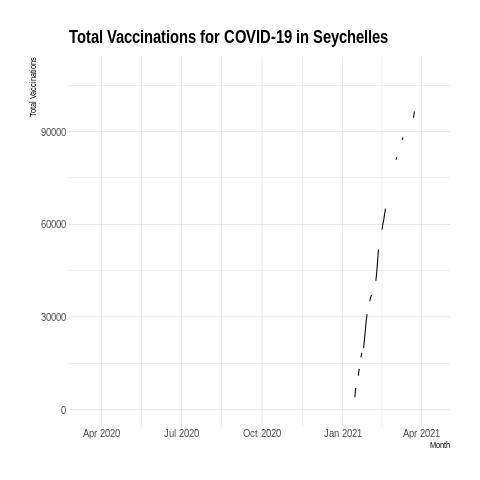 Total Vaccinations for COVID-19 in Seychelles
Total Vaccinations
90000
60000
30000
0
Apr 2020 Jul 2020 Oct 2020 Jan 2021 Apr 2021
Month